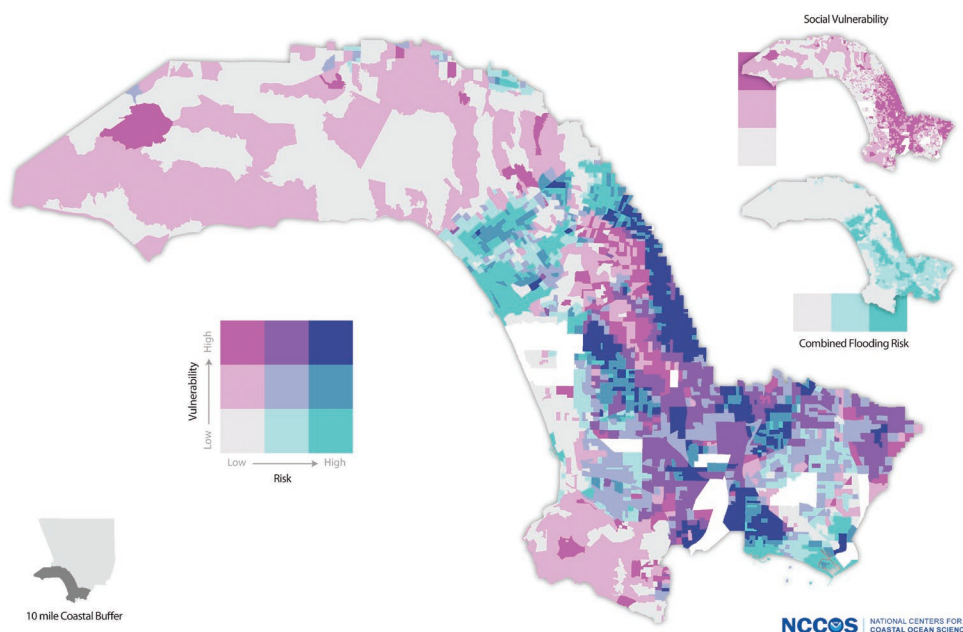 Social Vulnerability
Combined Flooding Risk
High
Vulnerability
Low
Low
High
Risk
10 mile Coastal Buffer
NCCOS
NATIONAL CENTERS FOR
COASTAL OCEAN SCIENC